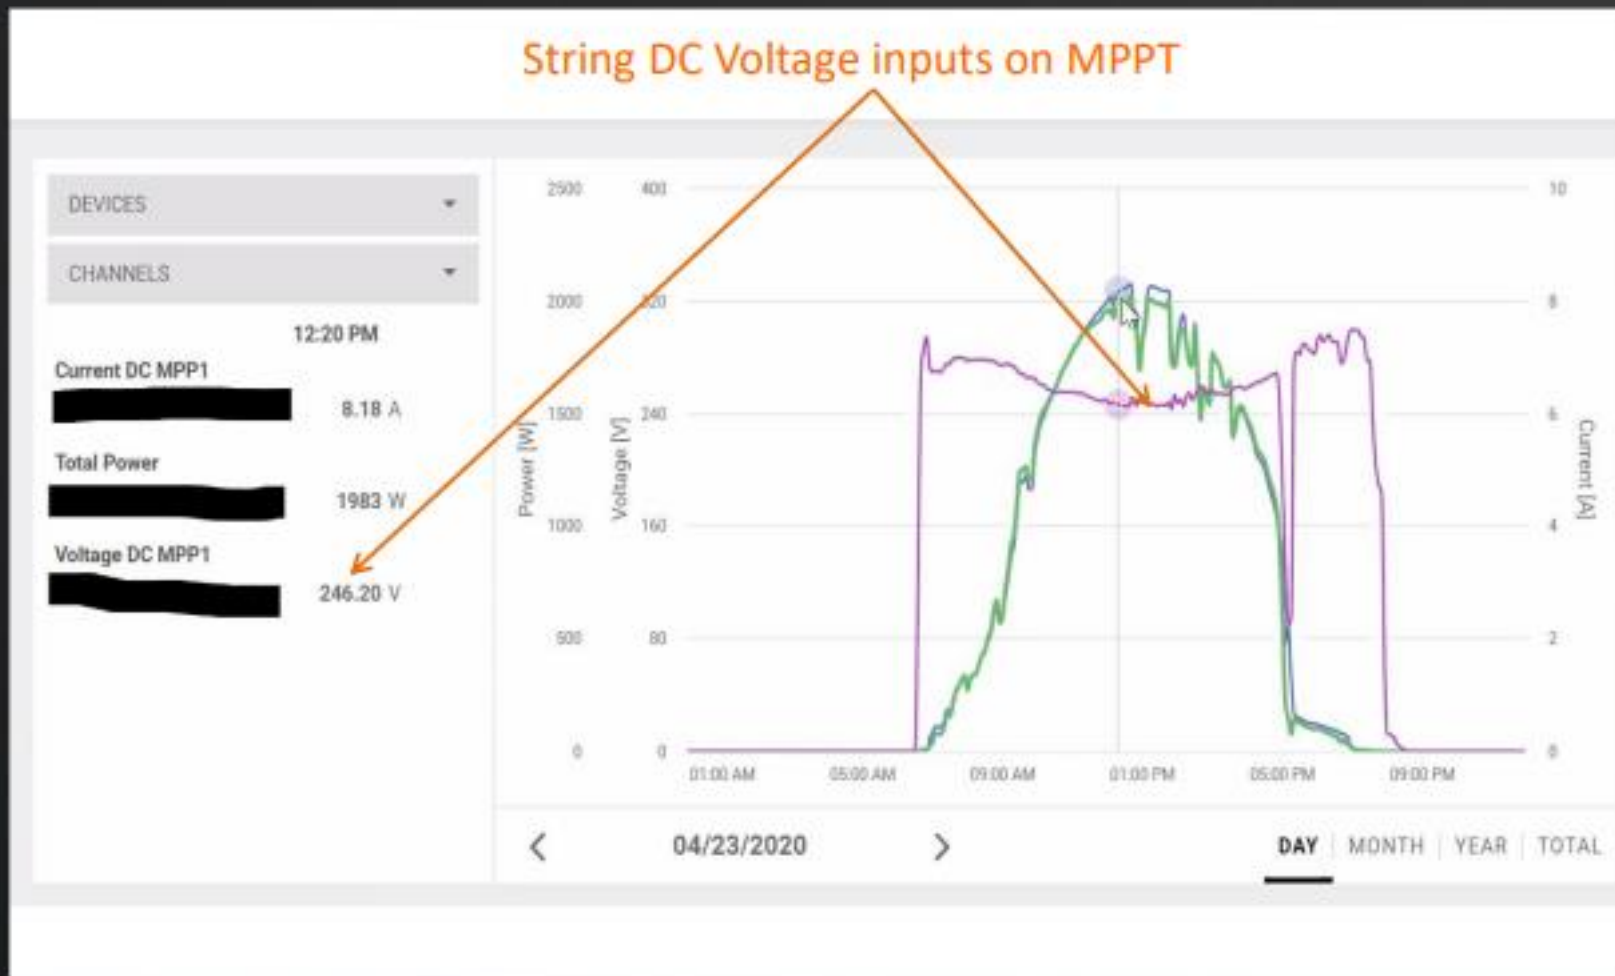 String DC Voltage inputs on MPPT
DEVICES
CHANNELS
12:20 PM
Current DC MPP1
8.18 A
Total Power
1983 W
Voltage DC MPP1
246.20 V
2500 400 10
2000 320 8
1500 240 6
1000 160 4
500 80 2
0 0 0
Power [W]
Voltage [V]
Current [A]
01:00 AM 05:00 AM 09:00 AM 01:00 PM 05:00 PM 09:00 PM
04/23/2020
DAY MONTH YEAR TOTAL